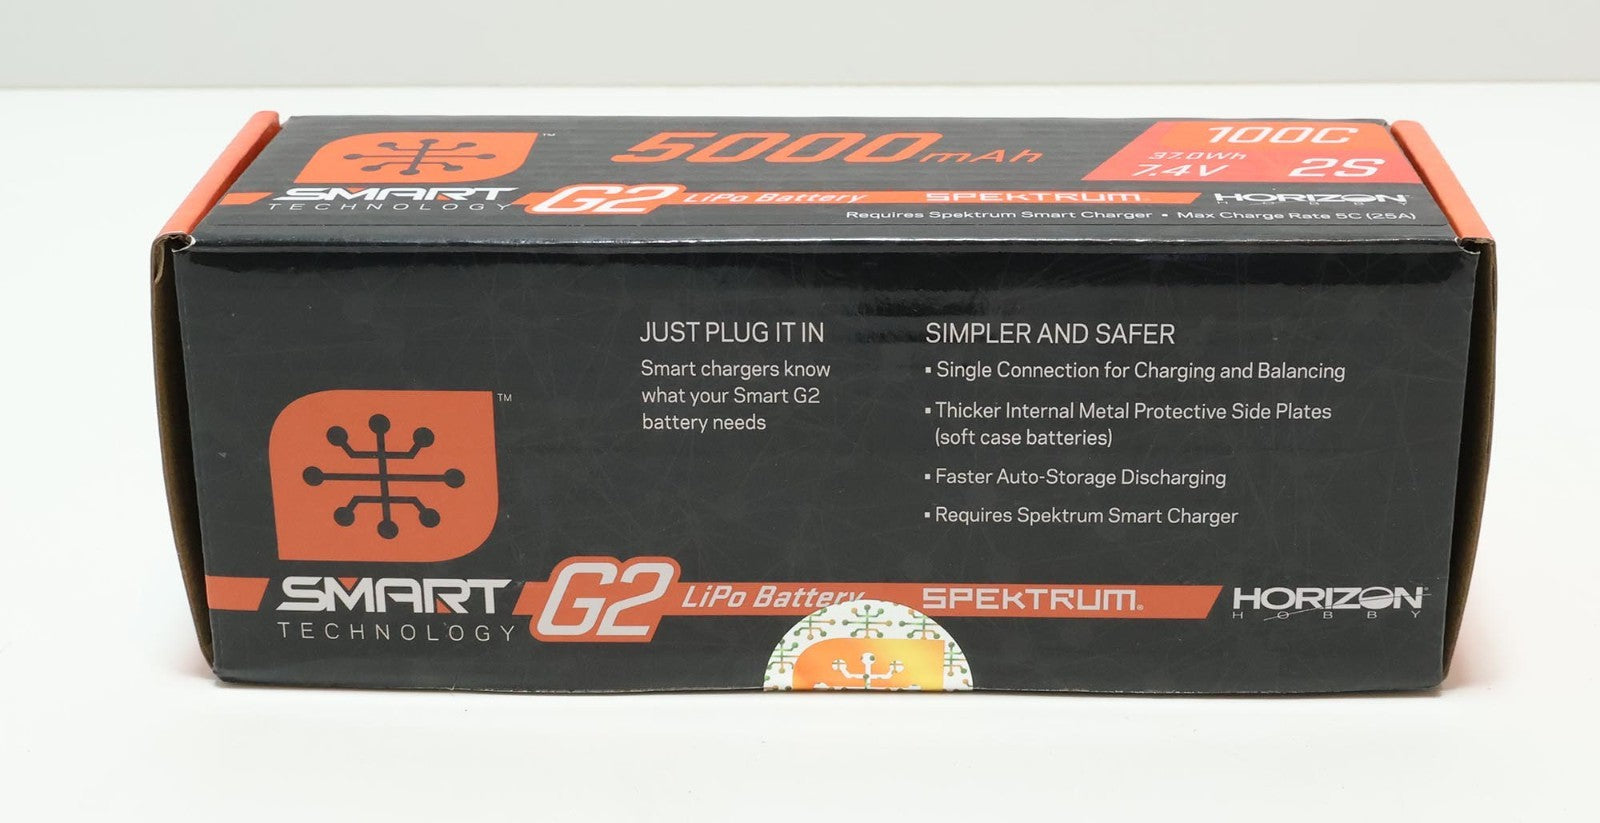 ™
5000mAh
100C
37.0Wh
7.4V
2S
SMART
TECHNOLOGY
G2 LiPo Battery
SPEKTRUM®
HORIZON
HOBBY
Requires Spektrum Smart Charger • Max Charge Rate 5C (25A)
JUST PLUG IT IN
Smart chargers know
what your Smart G2
battery needs
SIMPLER AND SAFER
▪ Single Connection for Charging and Balancing
▪ Thicker Internal Metal Protective Side Plates
(soft case batteries)
▪ Faster Auto-Storage Discharging
▪ Requires Spektrum Smart Charger
™
SMART
TECHNOLOGY
G2 LiPo Battery
SPEKTRUM®
HORIZON
HOBBY